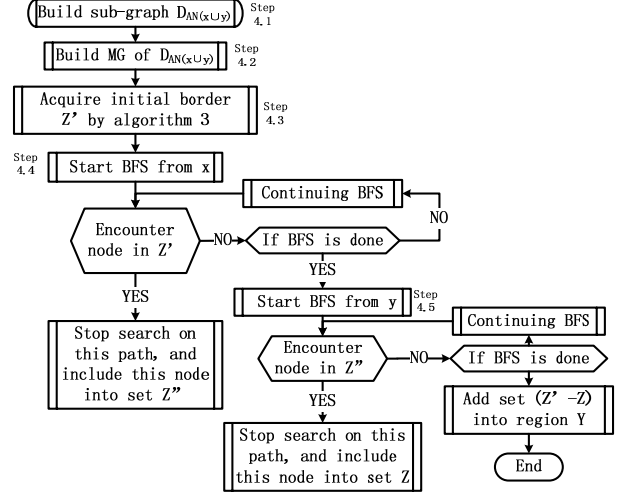 Build sub-graph D_AN(x∪y)
Step
4.1
Build MG of D_AN(x∪y)
Step
4.2
Acquire initial border
Z′ by algorithm 3
Step
4.3
Step
4.4
Start BFS from x
Continuing BFS
NO
Encounter
node in Z′
NO
If BFS is done
YES
YES
Start BFS from y
Step
4.5
Continuing BFS
Stop search on
this path, and
include this node
into set Z″
Encounter
node in Z″
NO
If BFS is done
YES
Add set (Z′ -Z)
into region Y
Stop search on this
path, and include
this node into set Z
End